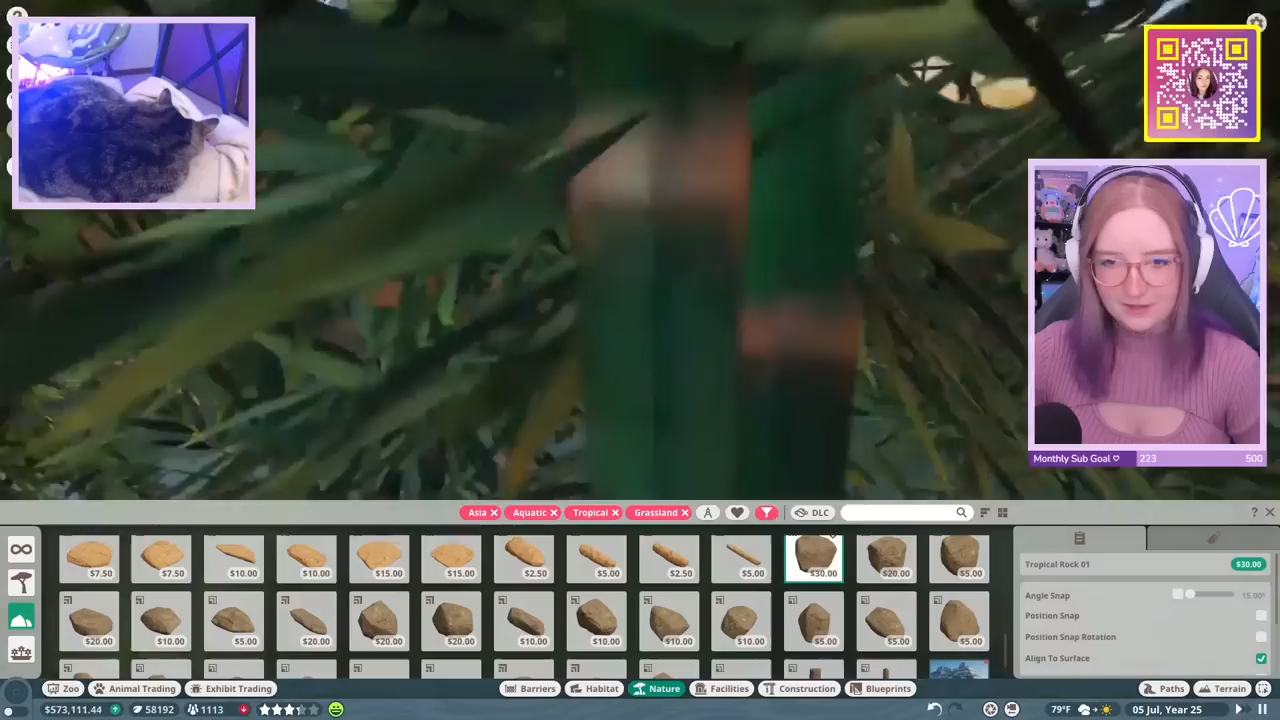 Monthly Sub Goal ♡ 223 500
Asia ✕ Aquatic ✕ Tropical ✕ Grassland ✕ DLC
? ✕
$7.50 $7.50 $10.00 $10.00 $15.00 $15.00 $2.50 $5.00 $2.50 $5.00 $30.00 $20.00 $5.00
Tropical Rock 01 $30.00
Angle Snap 15.00°
Position Snap
Position Snap Rotation
Align To Surface
$20.00 $10.00 $5.00 $20.00 $20.00 $20.00 $10.00 $10.00 $10.00 $10.00 $5.00 $5.00 $5.00
Zoo Animal Trading Exhibit Trading Barriers Habitat Nature Facilities Construction Blueprints Paths Terrain
$573,111.44 58192 1113 79°F 05 Jul, Year 25